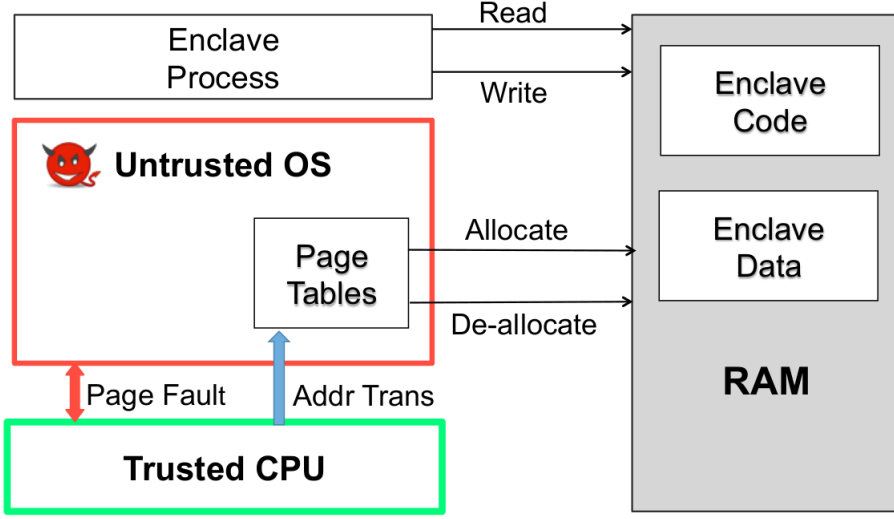 Enclave
Process
Read
Write
Enclave
Code
Untrusted OS
Page
Tables
Allocate
De-allocate
Enclave
Data
RAM
Page Fault
Addr Trans
Trusted CPU